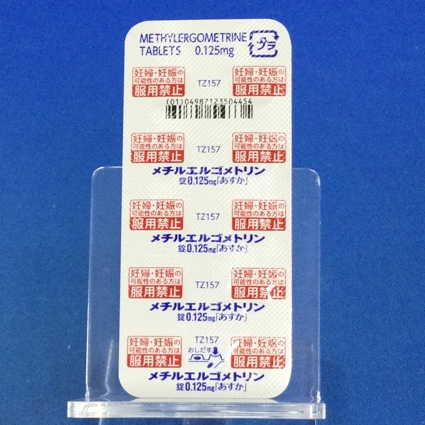 METHYLERGOMETRINE
TABLETS 0.125mg プラ
妊婦・妊娠の 妊婦・妊娠の
可能性のある方は TZ157 可能性のある方は
服用禁止 服用禁止
(01)04987123504454
妊婦・妊娠の 妊婦・妊娠の
可能性のある方は TZ157 可能性のある方は
服用禁止 服用禁止
メチルエルゴメトリン
錠0.125mg「あすか」
妊婦・妊娠の 妊婦・妊娠の
可能性のある方は TZ157 可能性のある方は
服用禁止 服用禁止
メチルエルゴメトリン
錠0.125mg「あすか」
妊婦・妊娠の 妊婦・妊娠の
可能性のある方は TZ157 可能性のある方は
服用禁止 服用禁止
メチルエルゴメトリン
錠0.125mg「あすか」
妊婦・妊娠の TZ157 妊婦・妊娠の
可能性のある方は おしだす 可能性のある方は
服用禁止 服用禁止
メチルエルゴメトリン
錠0.125mg「あすか」